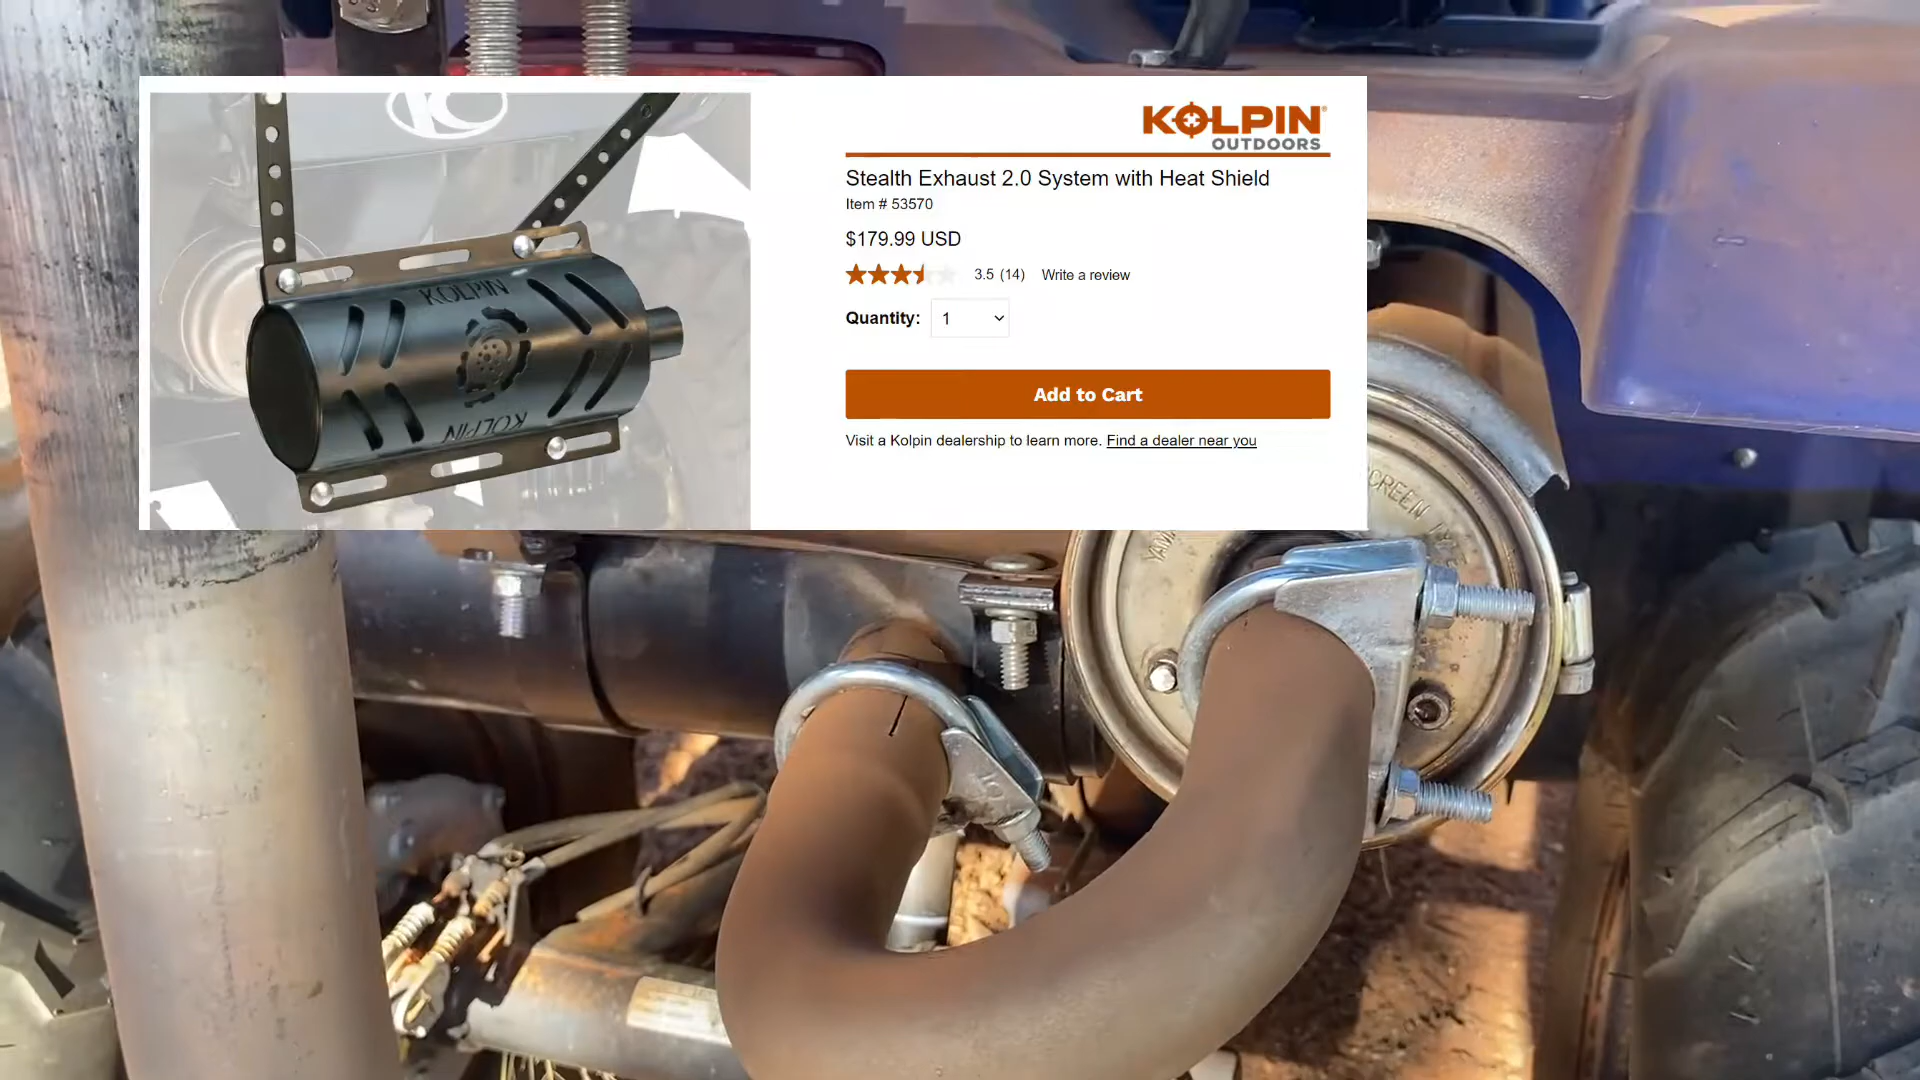 KOLPIN
OUTDOORS
Stealth Exhaust 2.0 System with Heat Shield
Item # 53570
$179.99 USD
3.5 (14) Write a review
Quantity: 1
Add to Cart
Visit a Kolpin dealership to learn more. Find a dealer near you
KOLPIN
KOLPIN